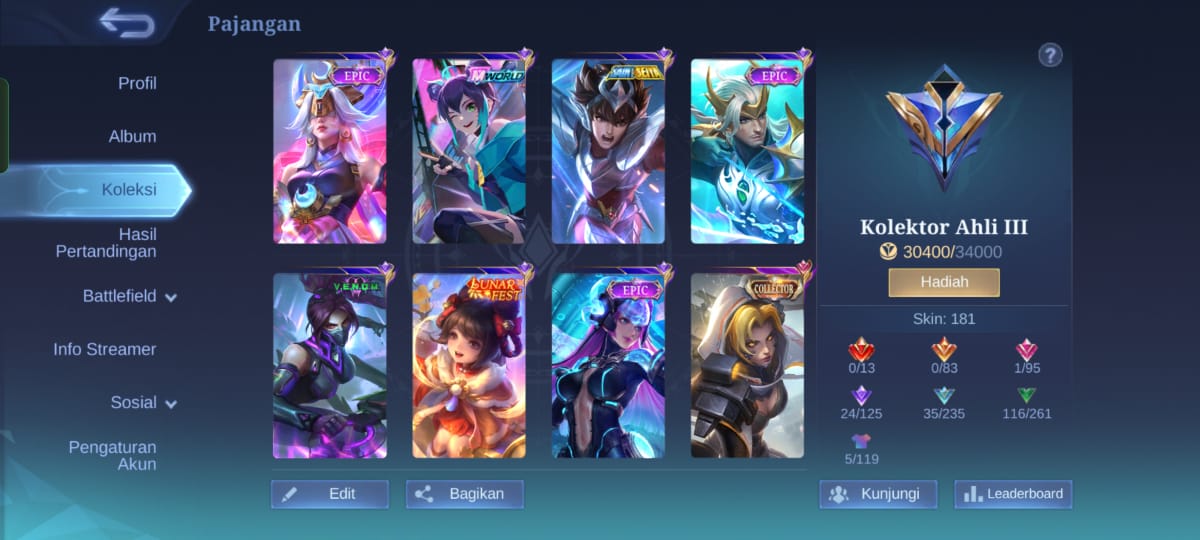 Pajangan
?
Profil
Album
Koleksi
Hasil
Pertandingan
Battlefield
Info Streamer
Sosial
Pengaturan
Akun
EPIC
WORLD
EPIC
V.E.N.O.M
LUNAR
FEST
EPIC
COLLECTOR
Edit
Bagikan
Kolektor Ahli III
30400/34000
Hadiah
Skin: 181
0/13
0/83
1/95
24/125
35/235
116/261
5/119
Kunjungi
Leaderboard